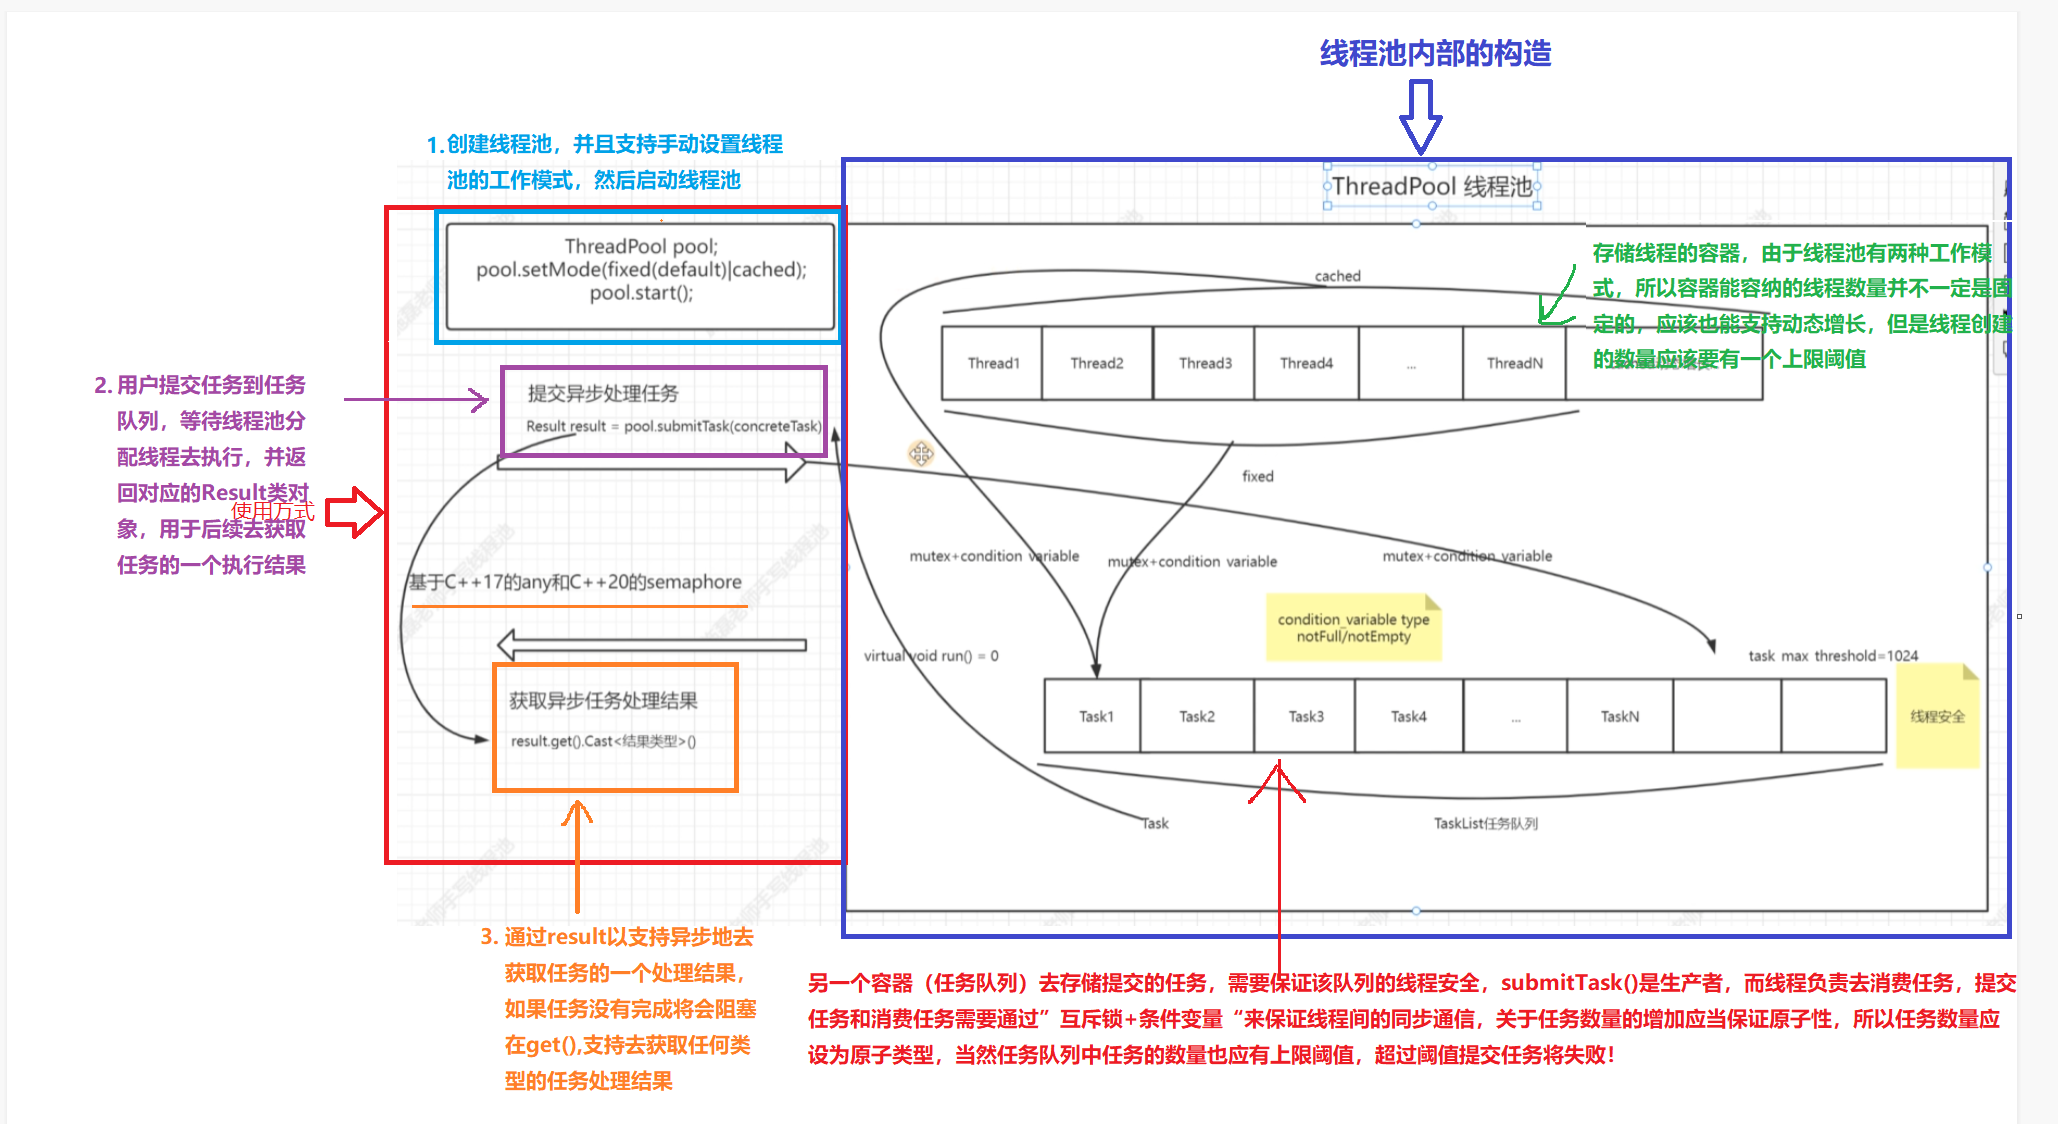 线程池内部的构造
1.创建线程池，并且支持手动设置线程
池的工作模式，然后启动线程池
ThreadPool 线程池
ThreadPool pool;
pool.setMode(fixed(default)|cached);
pool.start();
存储线程的容器，由于线程池有两种工作模
式，所以容器能容纳的线程数量并不一定是固
定的，应该也能支持动态增长，但是线程创建
的数量应该要有一个上限阈值
cached
Thread1
Thread2
Thread3
Thread4
...
ThreadN
fixed
2. 用户提交任务到任务
队列，等待线程池分
配线程去执行，并返
回对应的Result类对
象，用于后续去获取
任务的一个执行结果
使用方式
提交异步处理任务
Result result = pool.submitTask(concreteTask)
基于C++17的any和C++20的semaphore
mutex+condition variable
mutex+condition variable
mutex+condition variable
condition_variable type
notFull/notEmpty
virtual void run() = 0
task max threshold=1024
获取异步任务处理结果
result.get().Cast<结果类型>()
Task1
Task2
Task3
Task4
...
TaskN
线程安全
Task
TaskList任务队列
3. 通过result以支持异步地去
获取任务的一个处理结果，
如果任务没有完成将会阻塞
在get(),支持去获取任何类
型的任务处理结果
另一个容器（任务队列）去存储提交的任务，需要保证该队列的线程安全，submitTask()是生产者，而线程负责去消费任务，提交
任务和消费任务需要通过”互斥锁+条件变量“来保证线程间的同步通信，关于任务数量的增加应当保证原子性，所以任务数量应
设为原子类型，当然任务队列中任务的数量也应有上限阈值，超过阈值提交任务将失败！